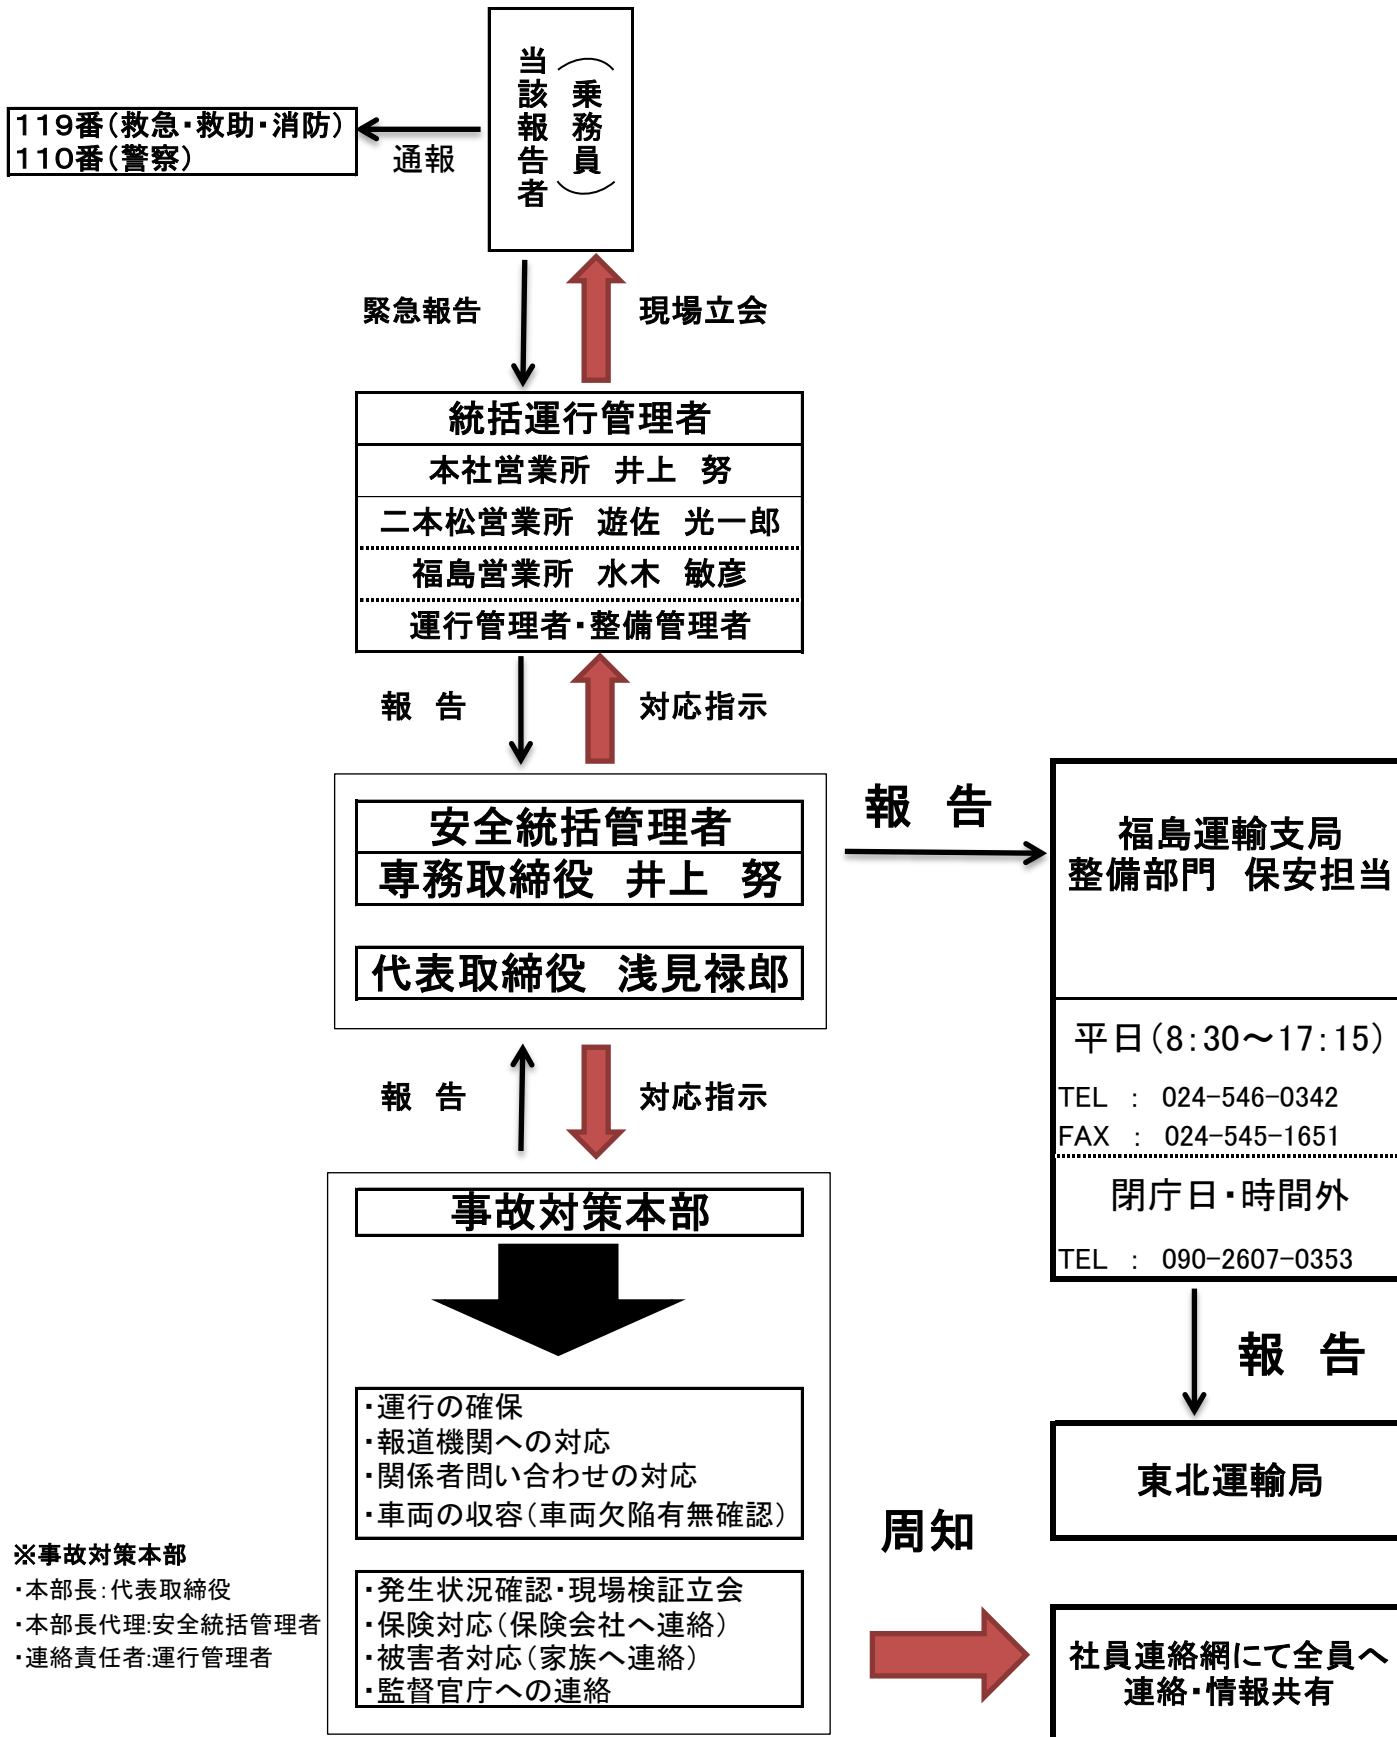 当該報告者
（乗務員）
119番（救急・救助・消防）
110番（警察）
通報
緊急報告
現場立会
統括運行管理者
本社営業所　井上　努
二本松営業所　遊佐　光一郎
福島営業所　水木　敏彦
運行管理者・整備管理者
報　告
対応指示
安全統括管理者
専務取締役　井上　努
代表取締役　浅見禄郎
報　告
福島運輸支局
整備部門　保安担当
平日（8：30～17：15）
TEL　：　024-546-0342
FAX　：　024-545-1651
閉庁日・時間外
TEL　：　090-2607-0353
報　告
東北運輸局
報　告
対応指示
事故対策本部
・運行の確保
・報道機関への対応
・関係者問い合わせの対応
・車両の収容（車両欠陥有無確認）
・発生状況確認・現場検証立会
・保険対応（保険会社へ連絡）
・被害者対応（家族へ連絡）
・監督官庁への連絡
周知
社員連絡網にて全員へ
連絡・情報共有
※事故対策本部
・本部長：代表取締役
・本部長代理：安全統括管理者
・連絡責任者：運行管理者